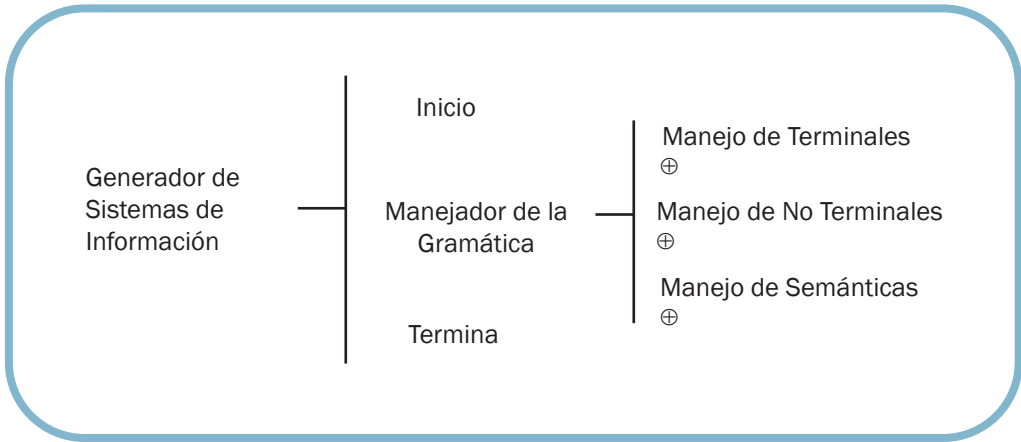 Generador de
Sistemas de
Información
Inicio
Manejador de la
Gramática
Termina
Manejo de Terminales
⊕
Manejo de No Terminales
⊕
Manejo de Semánticas
⊕